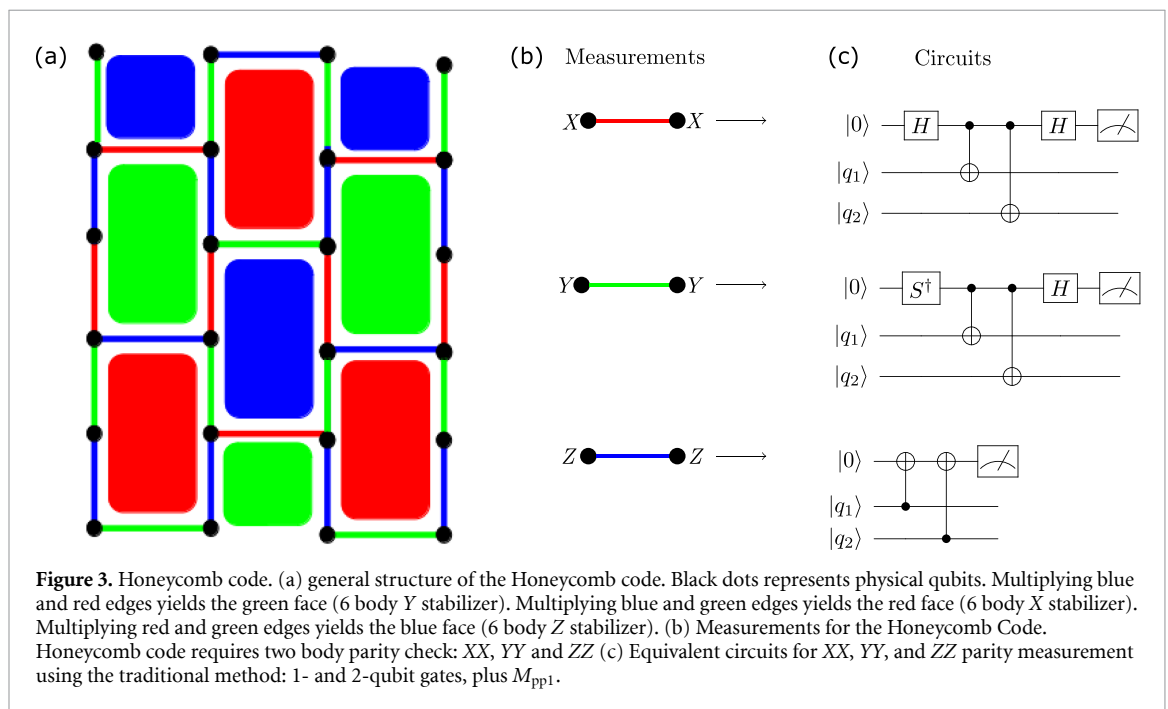 (a)
(b) Measurements
(c) Circuits
X X
|0⟩ H H
|q₁⟩
|q₂⟩
Y Y
|0⟩ S† H
|q₁⟩
|q₂⟩
Z Z
|0⟩
|q₁⟩
|q₂⟩
Figure 3. Honeycomb code. (a) general structure of the Honeycomb code. Black dots represents physical qubits. Multiplying blue
and red edges yields the green face (6 body Y stabilizer). Multiplying blue and green edges yields the red face (6 body X stabilizer).
Multiplying red and green edges yields the blue face (6 body Z stabilizer). (b) Measurements for the Honeycomb Code.
Honeycomb code requires two body parity check: XX, YY and ZZ (c) Equivalent circuits for XX, YY, and ZZ parity measurement
using the traditional method: 1- and 2-qubit gates, plus Mpp1.